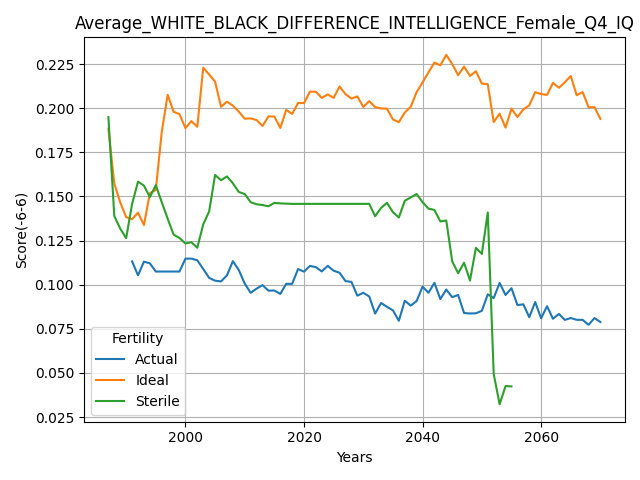 Average_WHITE_BLACK_DIFFERENCE_INTELLIGENCE_Female_Q4_IQ
Score(-6-6)
0.225
0.200
0.175
0.150
0.125
0.100
0.075
0.050
0.025
Fertility
Actual
Ideal
Sterile
2000 2020 2040 2060
Years